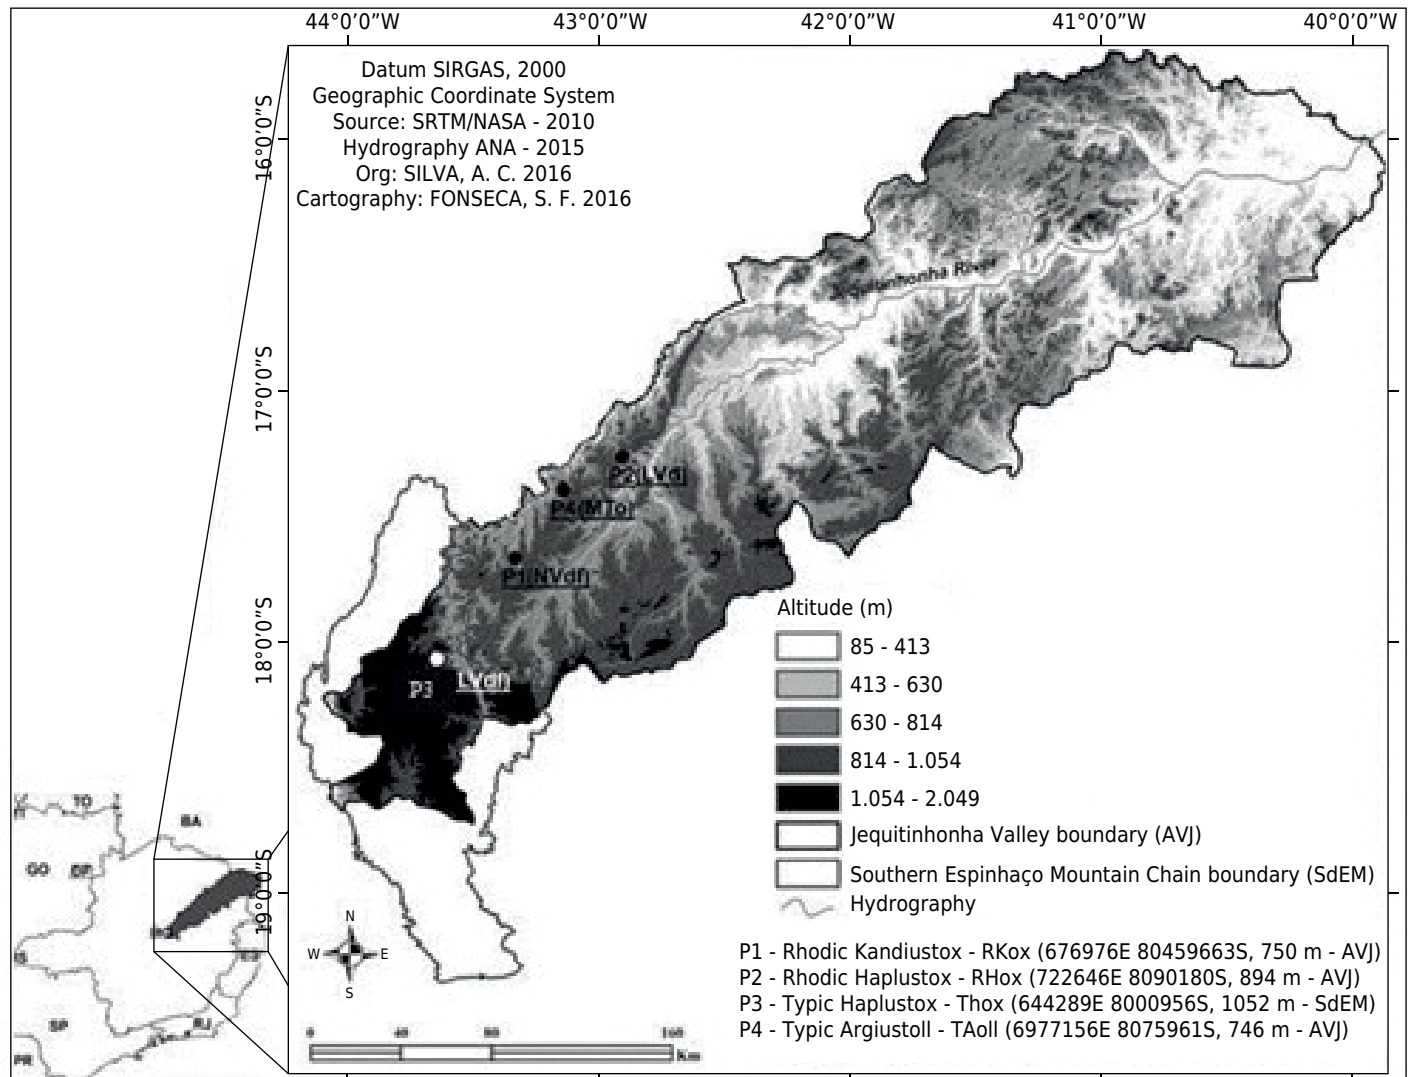 44°0'0”W 43°0'0”W 42°0'0”W 41°0'0”W 40°0'0”W
Datum SIRGAS, 2000
Geographic Coordinate System
Source: SRTM/NASA - 2010
Hydrography ANA - 2015
Org: SILVA, A. C. 2016
Cartography: FONSECA, S. F. 2016
16°0'0”S
17°0'0”S
18°0'0”S
19°0'0”S
Jequitinhonha River
P2(LVd)
P4(MTo)
P1(NVdf)
LVdf)
P3
Altitude (m)
85 - 413
413 - 630
630 - 814
814 - 1.054
1.054 - 2.049
Jequitinhonha Valley boundary (AVJ)
Southern Espinhaço Mountain Chain boundary (SdEM)
Hydrography
P1 - Rhodic Kandiustox - RKox (676976E 80459663S, 750 m - AVJ)
P2 - Rhodic Haplustox - RHox (722646E 8090180S, 894 m - AVJ)
P3 - Typic Haplustox - Thox (644289E 8000956S, 1052 m - SdEM)
P4 - Typic Argiustoll - TAoll (6977156E 8075961S, 746 m - AVJ)
N
W E
S
0 40 80 160
km
TO
BA
GO DF
SP
RJ
PR